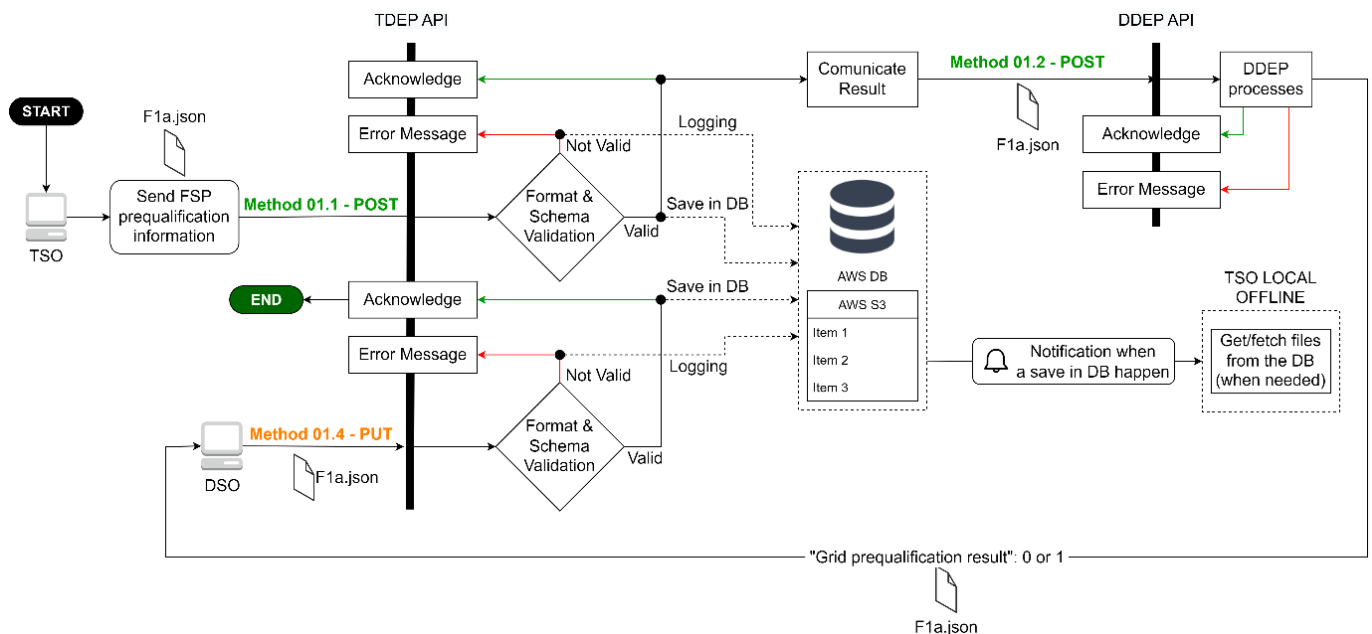 TDEP API
DDEP API
START
TSO
F1a.json
Send FSP
prequalification
information
Method 01.1 - POST
Acknowledge
Error Message
Format &
Schema
Validation
Not Valid
Valid
Logging
Save in DB
Comunicate
Result
Method 01.2 - POST
F1a.json
DDEP
processes
Acknowledge
Error Message
AWS DB
AWS S3
Item 1
Item 2
Item 3
END
Acknowledge
Error Message
Save in DB
Logging
Not Valid
Format &
Schema
Validation
Valid
DSO
Method 01.4 - PUT
F1a.json
Notification when
a save in DB happen
TSO LOCAL
OFFLINE
Get/fetch files
from the DB
(when needed)
"Grid prequalification result": 0 or 1
F1a.json